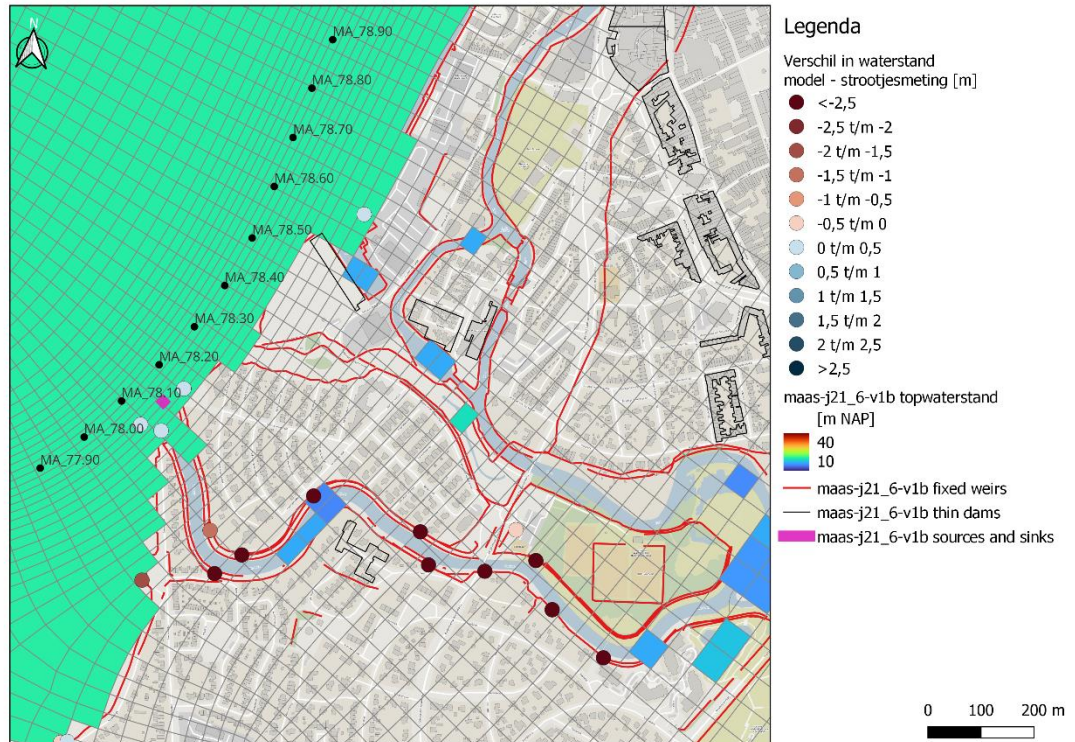 N
MA_78.90
MA_78.80
MA_78.70
MA_78.60
MA_78.50
MA_78.40
MA_78.30
MA_78.20
MA_78.10
MA_78.00
MA_77.90
Legenda
Verschil in waterstand
model - strootjesmeting [m]
<-2,5
-2,5 t/m -2
-2 t/m -1,5
-1,5 t/m -1
-1 t/m -0,5
-0,5 t/m 0
0 t/m 0,5
0,5 t/m 1
1 t/m 1,5
1,5 t/m 2
2 t/m 2,5
>2,5
maas-j21_6-v1b topwaterstand
[m NAP]
40
10
maas-j21_6-v1b fixed weirs
maas-j21_6-v1b thin dams
maas-j21_6-v1b sources and sinks
0 100 200 m